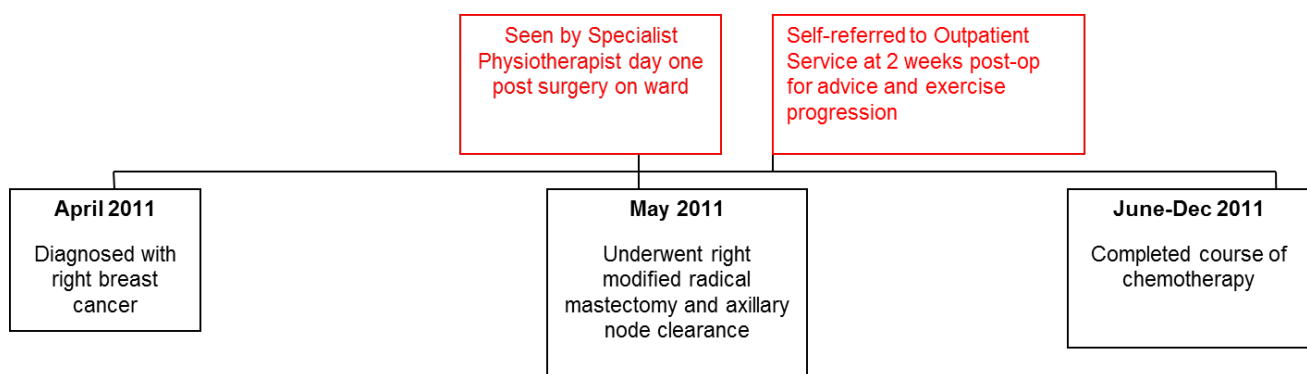 Seen by Specialist
Physiotherapist day one
post surgery on ward
Self-referred to Outpatient
Service at 2 weeks post-op
for advice and exercise
progression
April 2011
Diagnosed with
right breast
cancer
May 2011
Underwent right
modified radical
mastectomy and axillary
node clearance
June-Dec 2011
Completed course of
chemotherapy